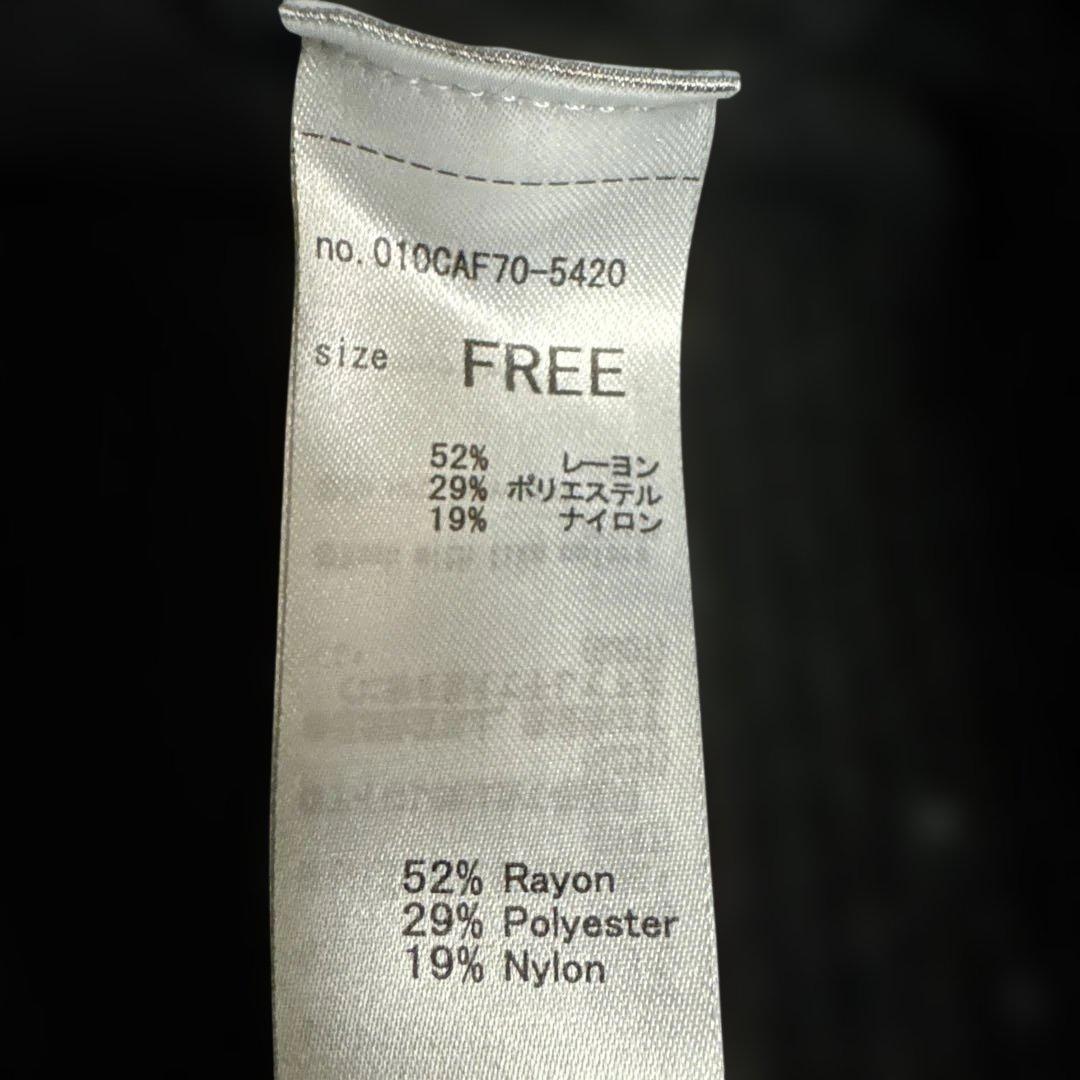 no.010CAF70-5420
size FREE
52% レーヨン
29% ポリエステル
19% ナイロン
52% Rayon
29% Polyester
19% Nylon